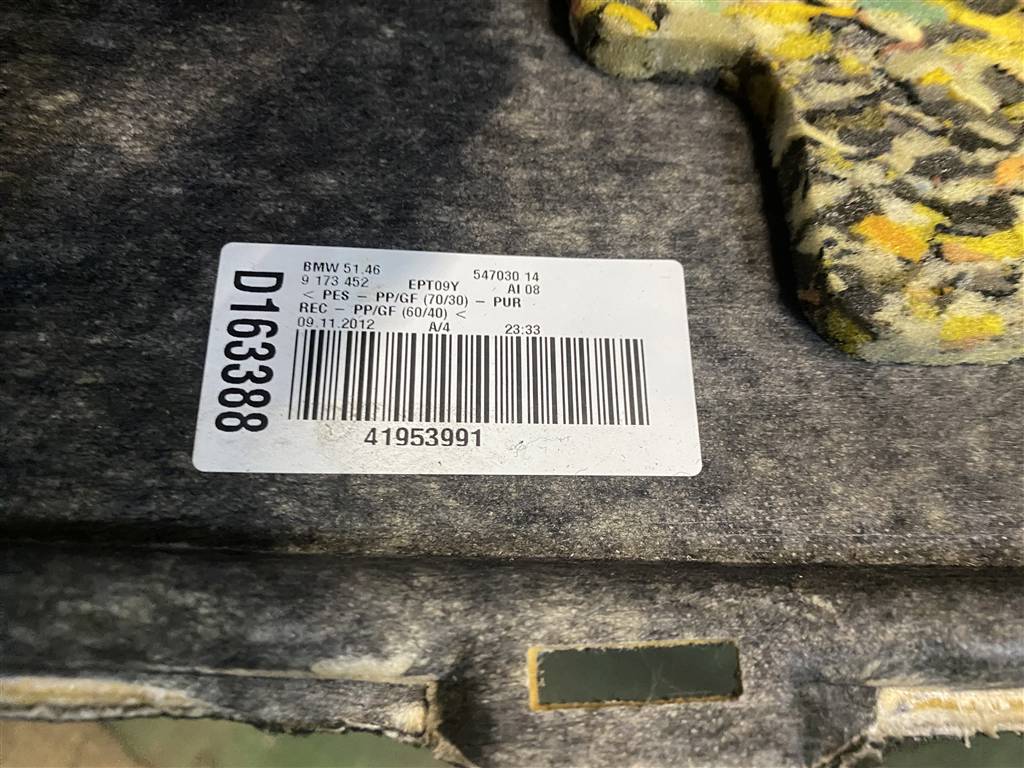 D163388
BMW 51.46 547030 14
9 173 452 EPT09Y AI 08
< PES - PP/GF (70/30) - PUR
REC - PP/GF (60/40) <
09.11.2012 A/4 23:33
41953991